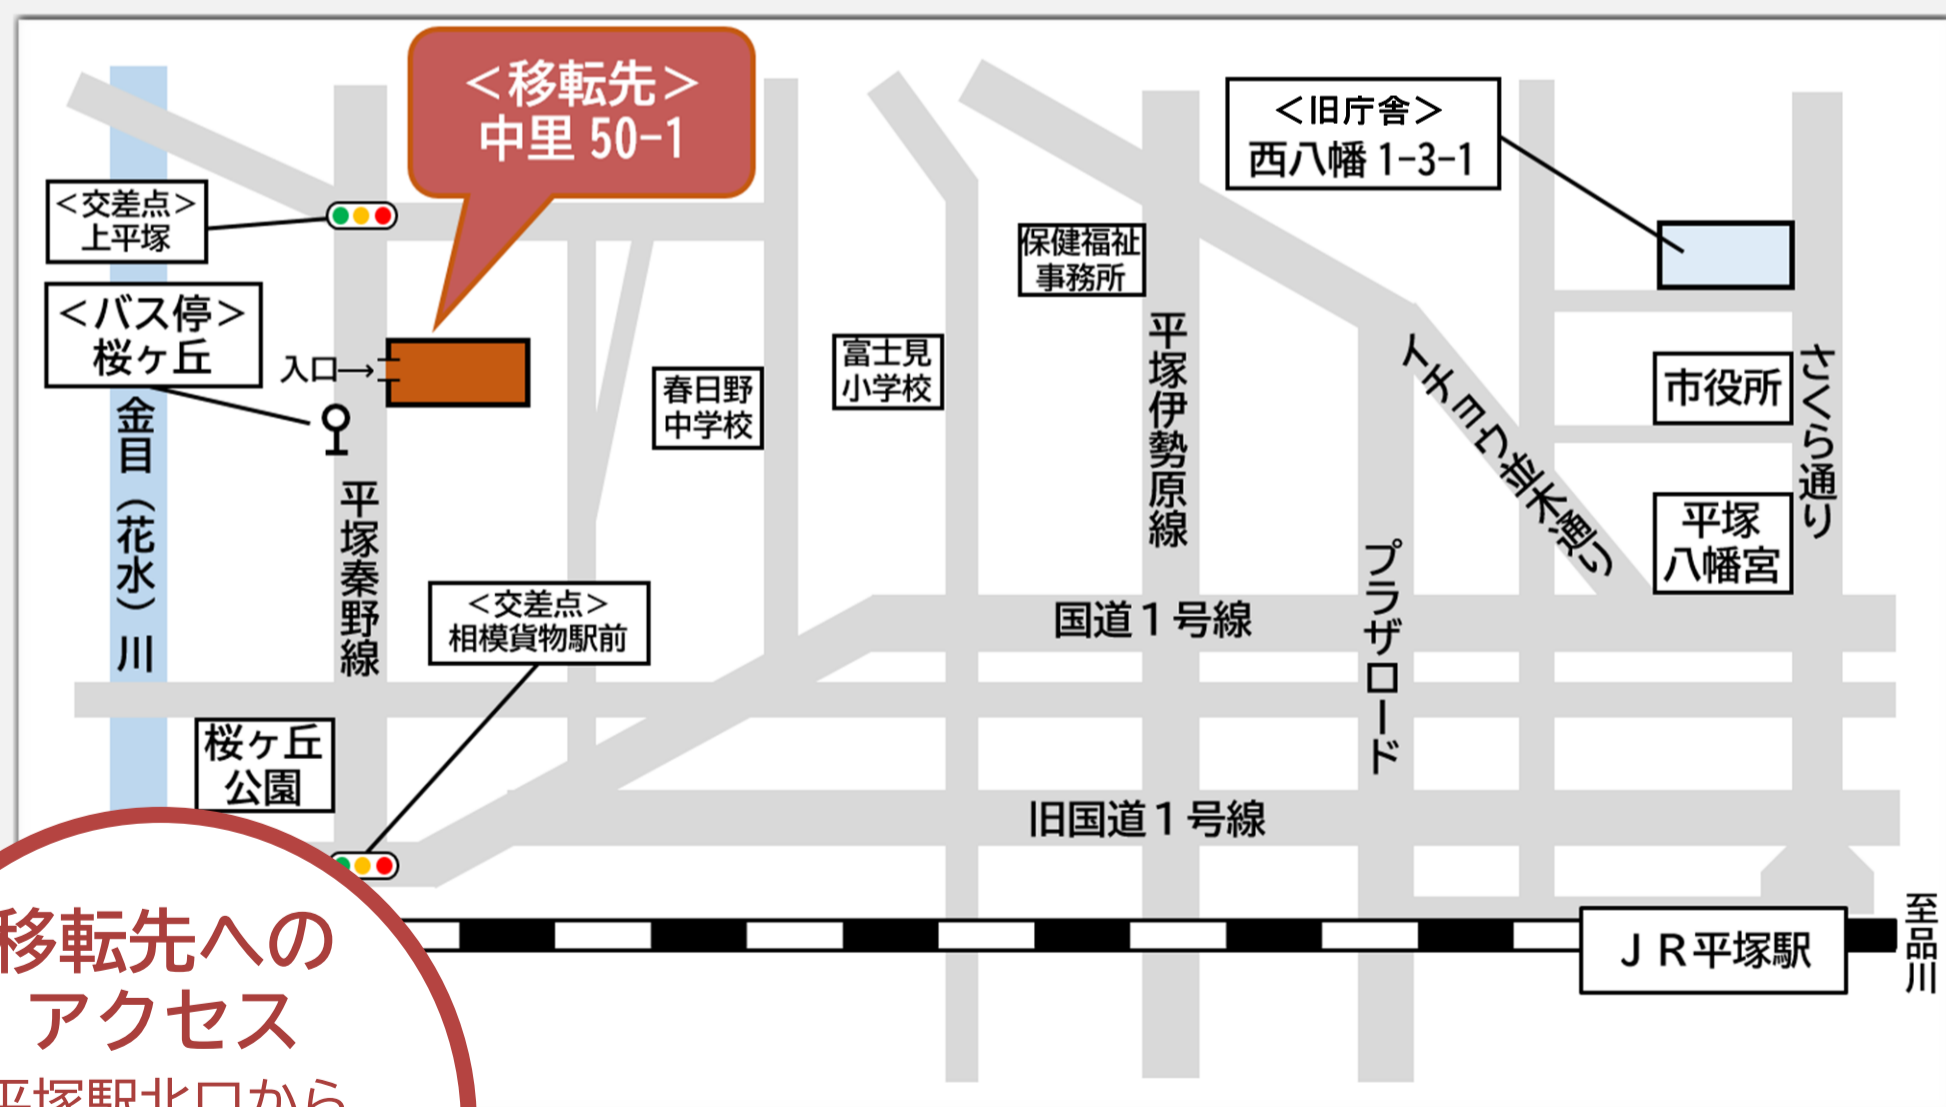 ＜移転先＞
中里 50-1
＜旧庁舎＞
西八幡 1-3-1
＜交差点＞
上平塚
＜バス停＞
桜ヶ丘
入口→
保健福祉
事務所
富士見
小学校
春日野
中学校
市役所
平塚
八幡宮
さくら通り
イチョウ並木通り
平塚伊勢原線
プラザロード
金目（花水）川
平塚秦野線
＜交差点＞
相模貨物駅前
国道１号線
桜ヶ丘
公園
旧国道１号線
ＪＲ平塚駅
至品川
移転先への
アクセス
平塚駅北口から